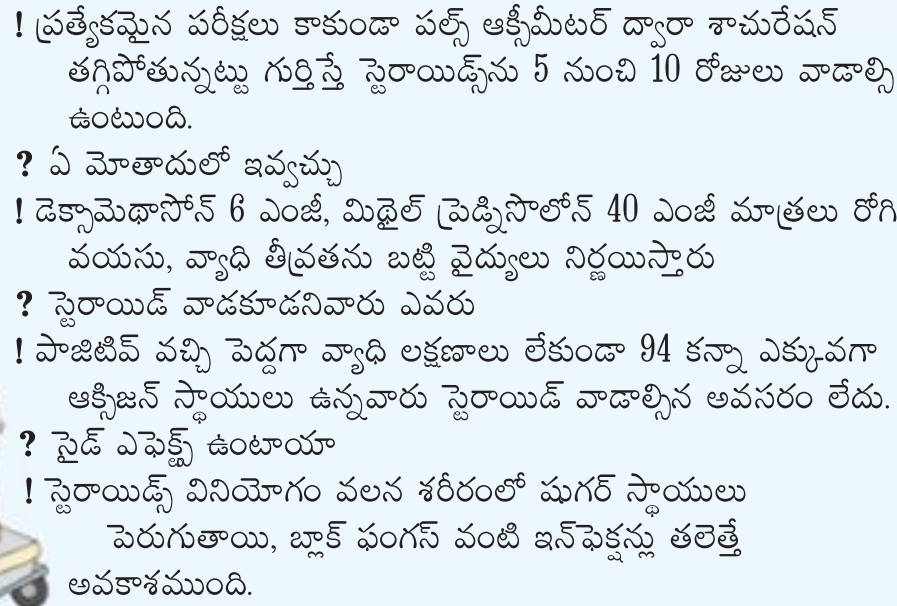 ! ప్రత్యేకమైన పరీక్షలు కాకుండా పల్స్ ఆక్సీమీటర్ ద్వారా శాచురేషన్
తగ్గిపోతున్నట్టు గుర్తిస్తే స్టెరాయిడ్స్‌ను 5 నుంచి 10 రోజులు వాడాల్సి
ఉంటుంది.
? ఏ మోతాదులో ఇవ్వచ్చు
! డెక్సామెథాసోన్ 6 ఎంజీ, మిథైల్ ప్రెడ్నిసొలోన్ 40 ఎంజీ మాత్రలు రోగి
వయసు, వ్యాధి తీవ్రతను బట్టి వైద్యులు నిర్ణయిస్తారు
? స్టెరాయిడ్ వాడకూడనివారు ఎవరు
! పాజిటివ్ వచ్చి పెద్దగా వ్యాధి లక్షణాలు లేకుండా 94 కన్నా ఎక్కువగా
ఆక్సిజన్ స్థాయులు ఉన్నవారు స్టెరాయిడ్ వాడాల్సిన అవసరం లేదు.
? సైడ్ ఎఫెక్ట్స్ ఉంటాయా
! స్టెరాయిడ్స్ వినియోగం వలన శరీరంలో షుగర్ స్థాయులు
పెరుగుతాయి, బ్లాక్ ఫంగస్ వంటి ఇన్‌ఫెక్షన్లు తలెత్తే
అవకాశముంది.